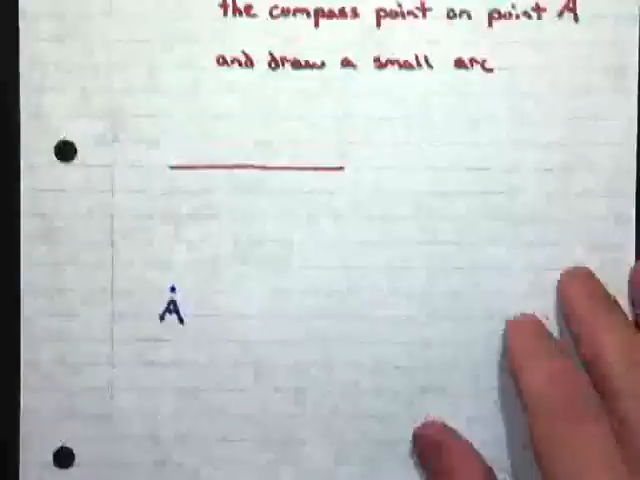 the compass point on point A
and draw a small arc
A